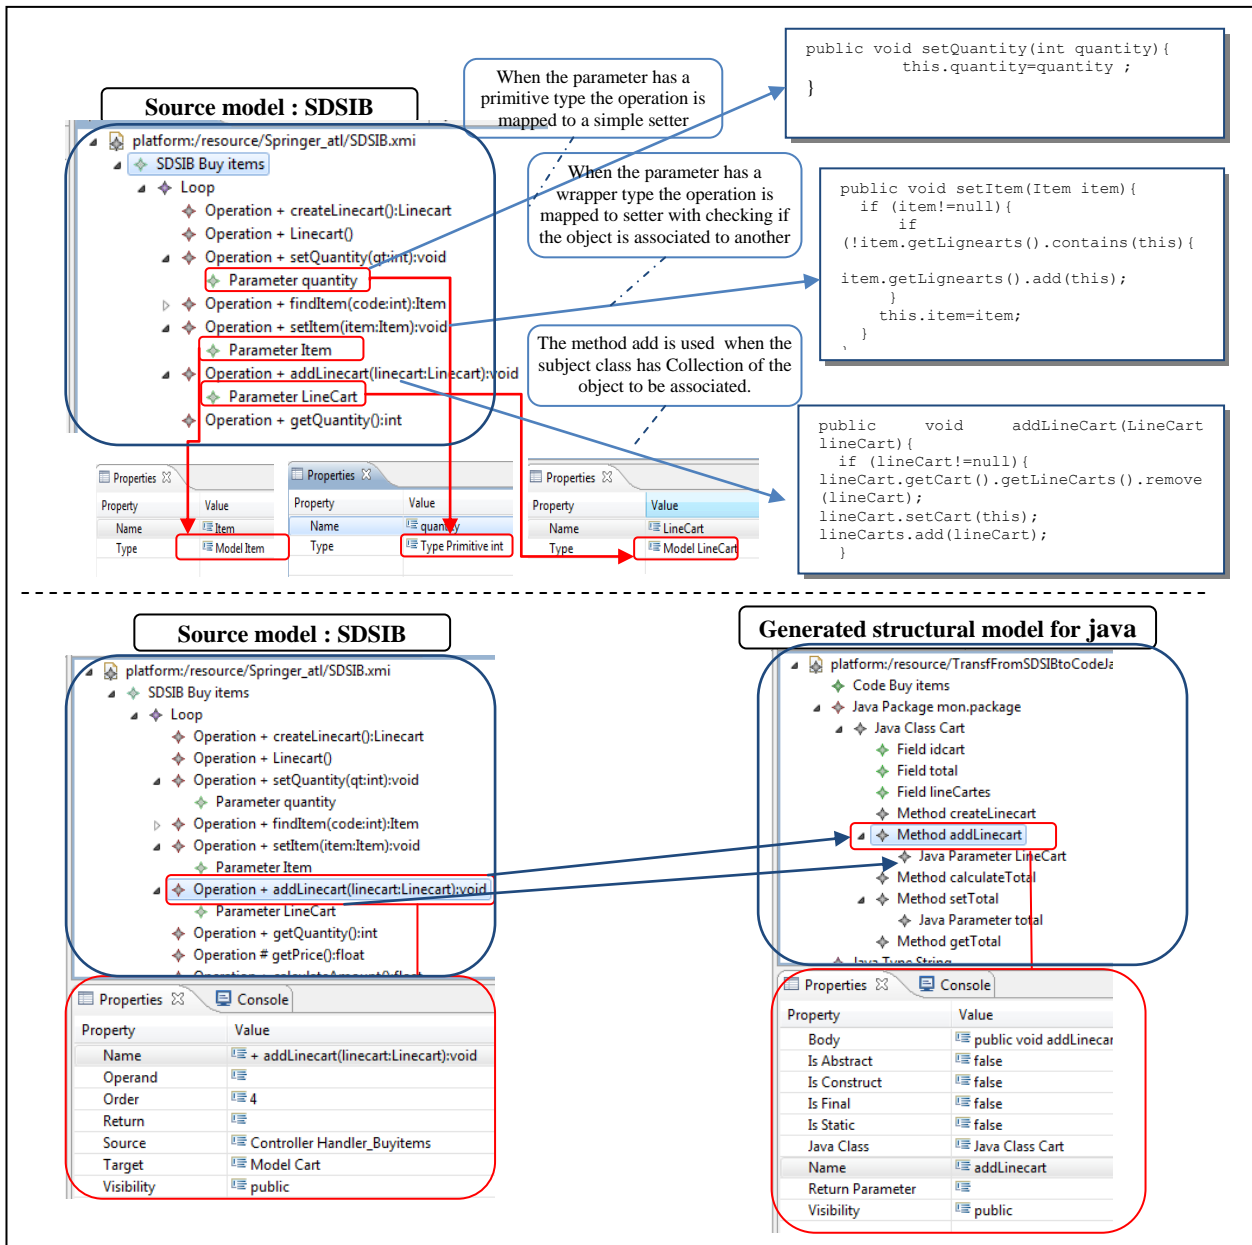 Source model : SDSIB
platform:/resource/Springer_atl/SDSIB.xmi
SDSIB Buy items
Loop
Operation + createLinecart():Linecart
Operation + Linecart()
Operation + setQuantity(qt:int):void
Parameter quantity
Operation + findItem(code:int):Item
Operation + setItem(item:Item):void
Parameter Item
Operation + addLinecart(linecart:Linecart):void
Parameter LineCart
Operation + getQuantity():int
When the parameter has a
primitive type the operation is
mapped to a simple setter
When the parameter has a
wrapper type the operation is
mapped to setter with checking if
the object is associated to another
The method add is used when the
subject class has Collection of the
object to be associated.
public void setQuantity(int quantity){
this.quantity=quantity ;
}
public void setItem(Item item){
if (item!=null){
if
(!item.getLignearts().contains(this){
item.getLignearts().add(this);
}
this.item=item;
}
public void addLineCart(LineCart
lineCart){
if (lineCart!=null){
lineCart.getCart().getLineCarts().remove
(lineCart);
lineCart.setCart(this);
lineCarts.add(lineCart);
}
Properties
Property Value
Name Item
Type Model Item
Properties
Property Value
Name quantity
Type Type Primitive int
Properties
Property Value
Name LineCart
Type Model LineCart
Source model : SDSIB
platform:/resource/Springer_atl/SDSIB.xmi
SDSIB Buy items
Loop
Operation + createLinecart():Linecart
Operation + Linecart()
Operation + setQuantity(qt:int):void
Parameter quantity
Operation + findItem(code:int):Item
Operation + setItem(item:Item):void
Parameter Item
Operation + addLinecart(linecart:Linecart):void
Parameter LineCart
Operation + getQuantity():int
Operation # getPrice():float
Operation + calculateAmount():float
Properties Console
Property Value
Name + addLinecart(linecart:Linecart):void
Operand
Order 4
Return
Source Controller Handler_Buyitems
Target Model Cart
Visibility public
Generated structural model for java
platform:/resource/TransfFromSDSIBtoCodeJa
Code Buy items
Java Package mon.package
Java Class Cart
Field idcart
Field total
Field lineCartes
Method createLinecart
Method addLinecart
Java Parameter LineCart
Method calculateTotal
Method setTotal
Java Parameter total
Method getTotal
Java Type String
Properties Console
Property Value
Body public void addLinecar
Is Abstract false
Is Construct false
Is Final false
Is Static false
Java Class Java Class Cart
Name addLinecart
Return Parameter
Visibility public